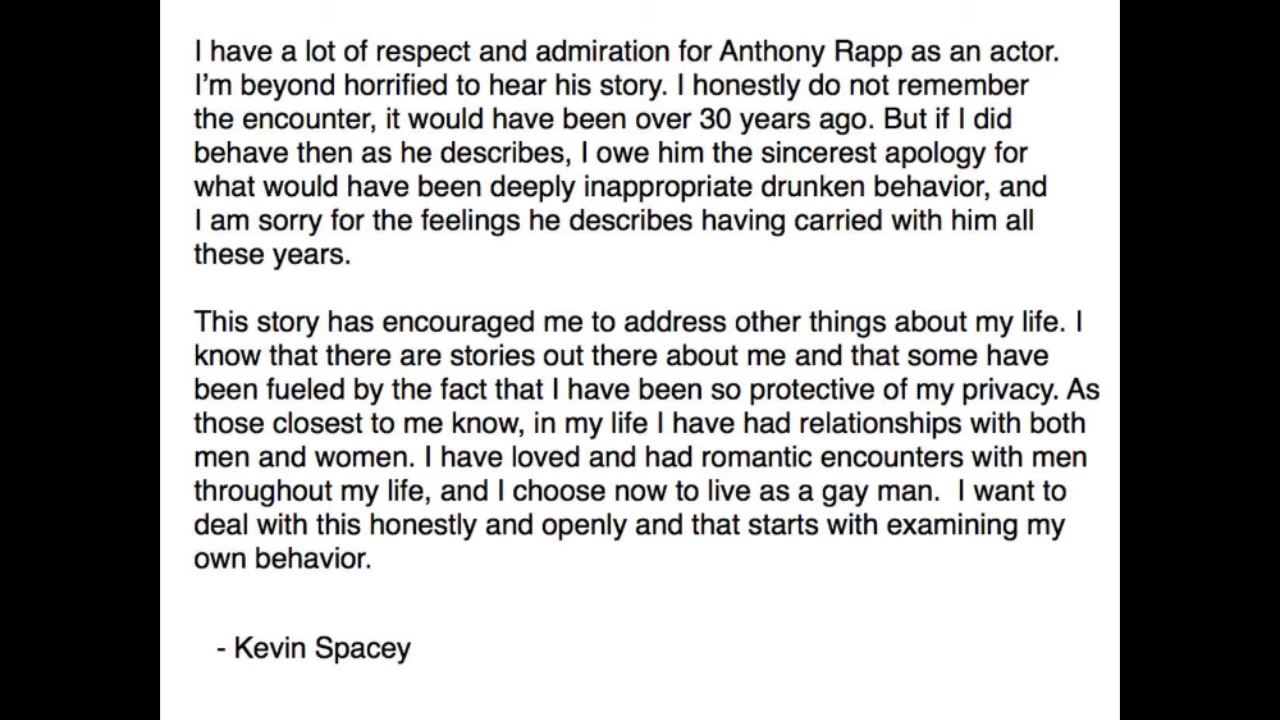 I have a lot of respect and admiration for Anthony Rapp as an actor.
I'm beyond horrified to hear his story. I honestly do not remember
the encounter, it would have been over 30 years ago. But if I did
behave then as he describes, I owe him the sincerest apology for
what would have been deeply inappropriate drunken behavior, and
I am sorry for the feelings he describes having carried with him all
these years.
This story has encouraged me to address other things about my life. I
know that there are stories out there about me and that some have
been fueled by the fact that I have been so protective of my privacy. As
those closest to me know, in my life I have had relationships with both
men and women. I have loved and had romantic encounters with men
throughout my life, and I choose now to live as a gay man.  I want to
deal with this honestly and openly and that starts with examining my
own behavior.
- Kevin Spacey